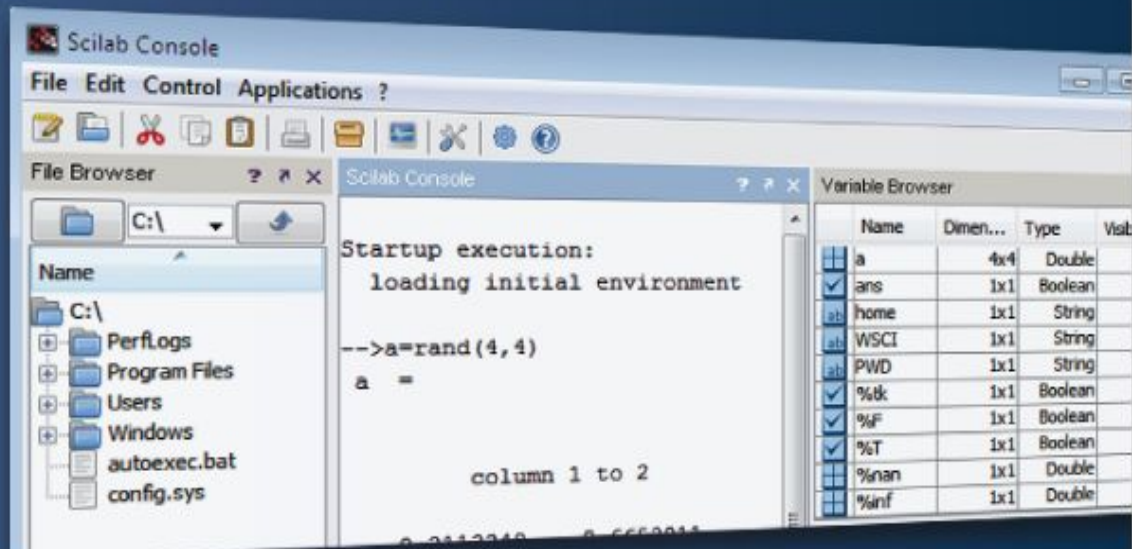 Scilab Console
File Edit Control Applications ?
File Browser ? x
C:\
Name
C:\
PerfLogs
Program Files
Users
Windows
autoexec.bat
config.sys
Scilab Console ? x
Startup execution:
loading initial environment
-->a=rand(4,4)
a =
column 1 to 2
Variable Browser
Name Dimen... Type
a 4x4 Double
ans 1x1 Boolean
home 1x1 String
WSCI 1x1 String
PWD 1x1 String
%tk 1x1 Boolean
%F 1x1 Boolean
%T 1x1 Boolean
%nan 1x1 Double
%inf 1x1 Double